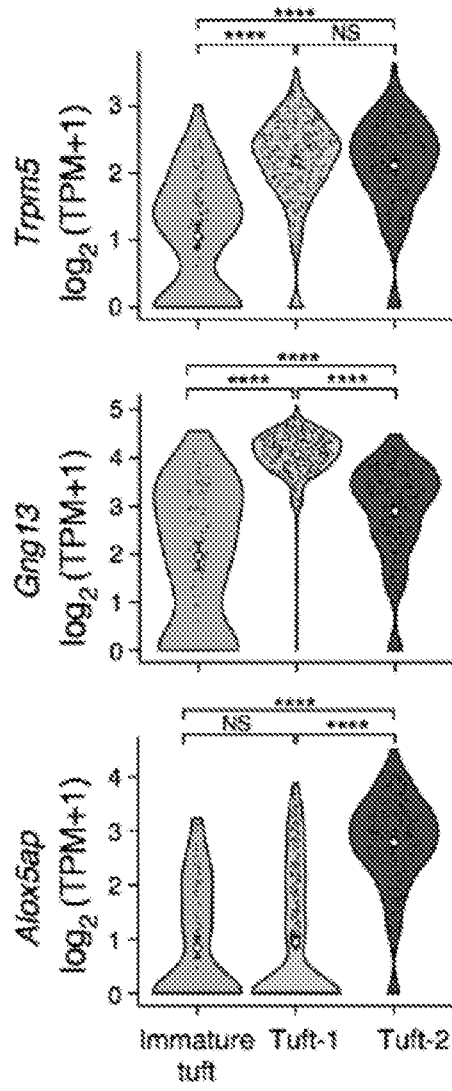 ****
**** NS
Trpm5
log2 (TPM+1)
3
2
1
0
****
**** ****
Gng13
log2 (TPM+1)
5
4
3
2
1
0
****
NS ****
Alox5ap
log2 (TPM+1)
4
3
2
1
0
Immature Tuft-1 Tuft-2
tuft